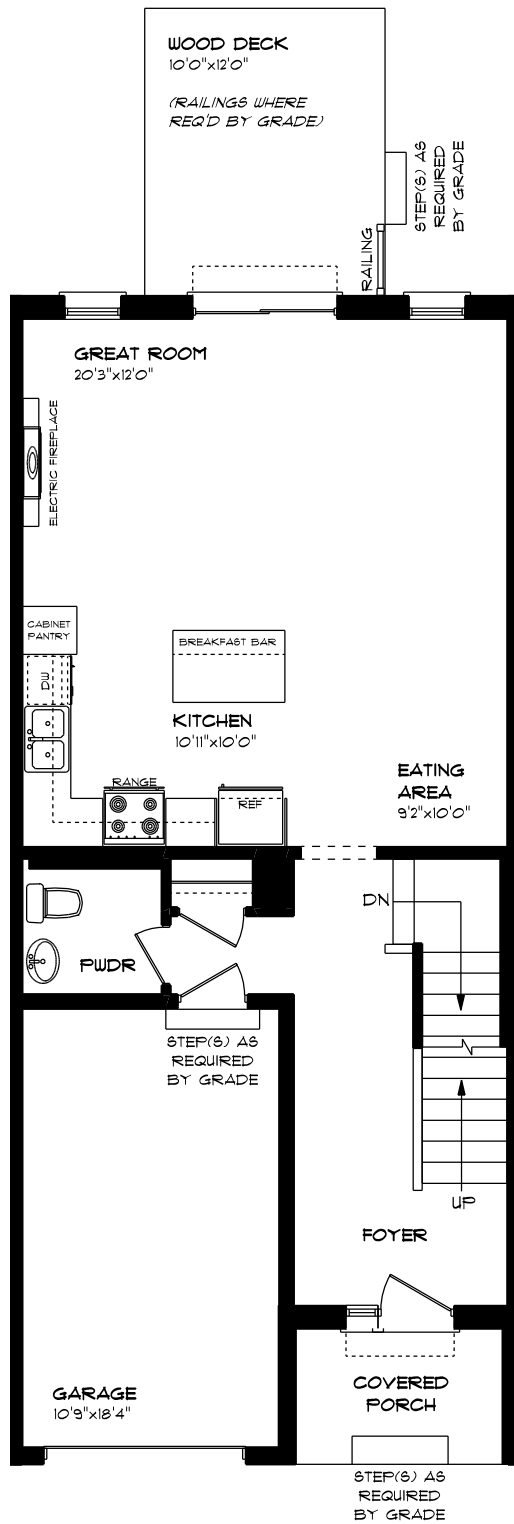 WOOD DECK
10'0"x12'0"
(RAILINGS WHERE
REQ'D BY GRADE)
STEP(S) AS
REQUIRED
BY GRADE
RAILING
GREAT ROOM
20'3"x12'0"
ELECTRIC FIREPLACE
CABINET
PANTRY
BREAKFAST BAR
DW
KITCHEN
10'11"x10'0"
EATING
AREA
9'2"x10'0"
RANGE
REF
DN
PWDR
STEP(S) AS
REQUIRED
BY GRADE
UP
FOYER
COVERED
PORCH
GARAGE
10'9"x18'4"
STEP(S) AS
REQUIRED
BY GRADE